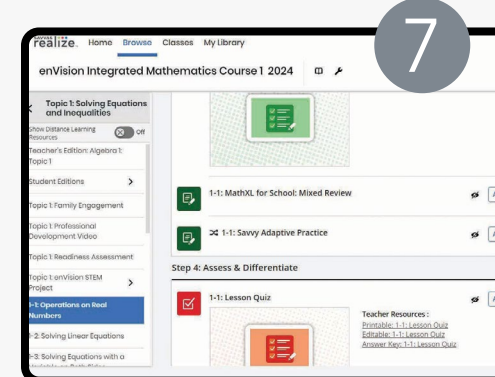 7
SAVVAS
realize. Home Browse Classes My Library
enVision Integrated Mathematics Course 1 2024
Topic 1: Solving Equations
and Inequalities
Show Distance Learning
Resources
Off
Teacher's Edition: Algebra 1:
Topic 1
Student Editions
Topic 1: Family Engagement
Topic 1: Professional
Development Video
Topic 1: Readiness Assessment
Topic 1: enVision STEM
Project
1-1: Operations on Real
Numbers
1-2: Solving Linear Equations
1-3: Solving Equations with a
1-1: MathXL for School: Mixed Review
1-1: Savvy Adaptive Practice
Step 4: Assess & Differentiate
1-1: Lesson Quiz
Teacher Resources :
Printable: 1-1: Lesson Quiz
Editable: 1-1: Lesson Quiz
Answer Key: 1-1: Lesson Quiz